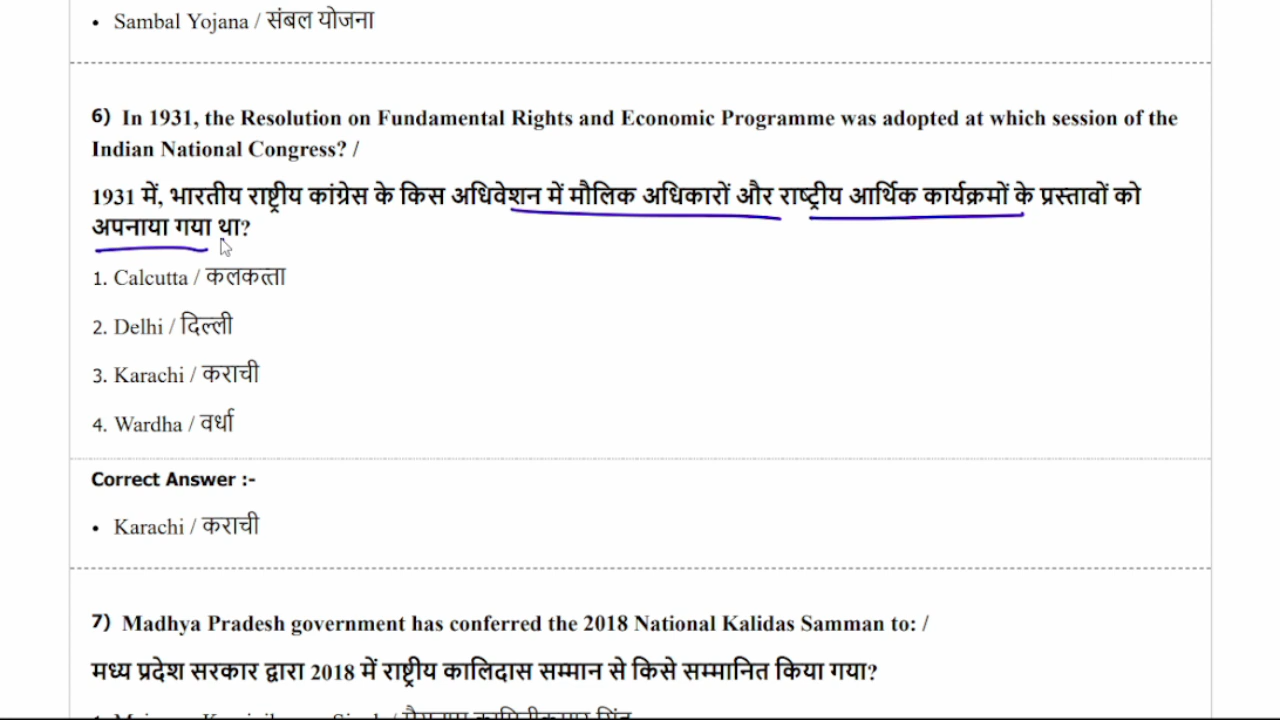 • Sambal Yojana / संबल योजना
6) In 1931, the Resolution on Fundamental Rights and Economic Programme was adopted at which session of the
Indian National Congress? /
1931 में, भारतीय राष्ट्रीय कांग्रेस के किस अधिवेशन में मौलिक अधिकारों और राष्ट्रीय आर्थिक कार्यक्रमों के प्रस्तावों को
अपनाया गया था?
1. Calcutta / कलकत्ता
2. Delhi / दिल्ली
3. Karachi / कराची
4. Wardha / वर्धा
Correct Answer :-
• Karachi / कराची
7) Madhya Pradesh government has conferred the 2018 National Kalidas Samman to: /
मध्य प्रदेश सरकार द्वारा 2018 में राष्ट्रीय कालिदास सम्मान से किसे सम्मानित किया गया?